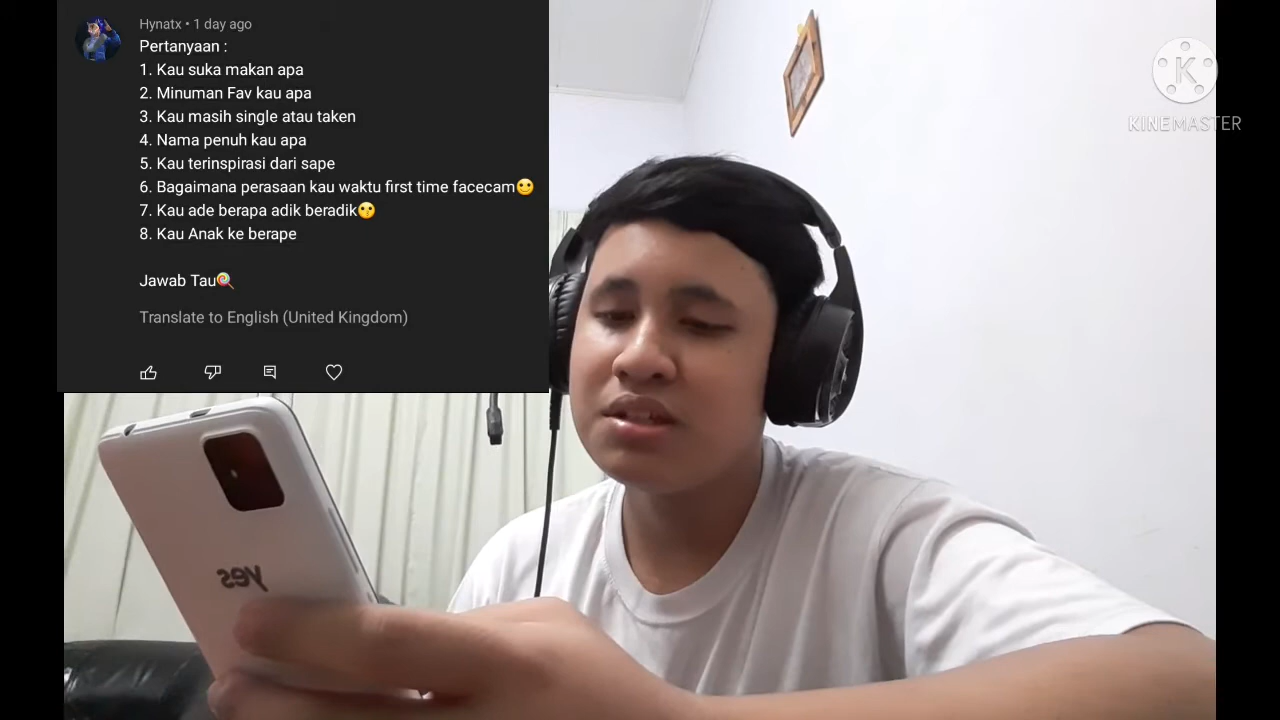 Hynatx • 1 day ago
Pertanyaan :
1. Kau suka makan apa
2. Minuman Fav kau apa
3. Kau masih single atau taken
4. Nama penuh kau apa
5. Kau terinspirasi dari sape
6. Bagaimana perasaan kau waktu first time facecam🙂
7. Kau ade berapa adik beradik😗
8. Kau Anak ke berape
Jawab Tau🍭
Translate to English (United Kingdom)
K
KINEMASTER
yes